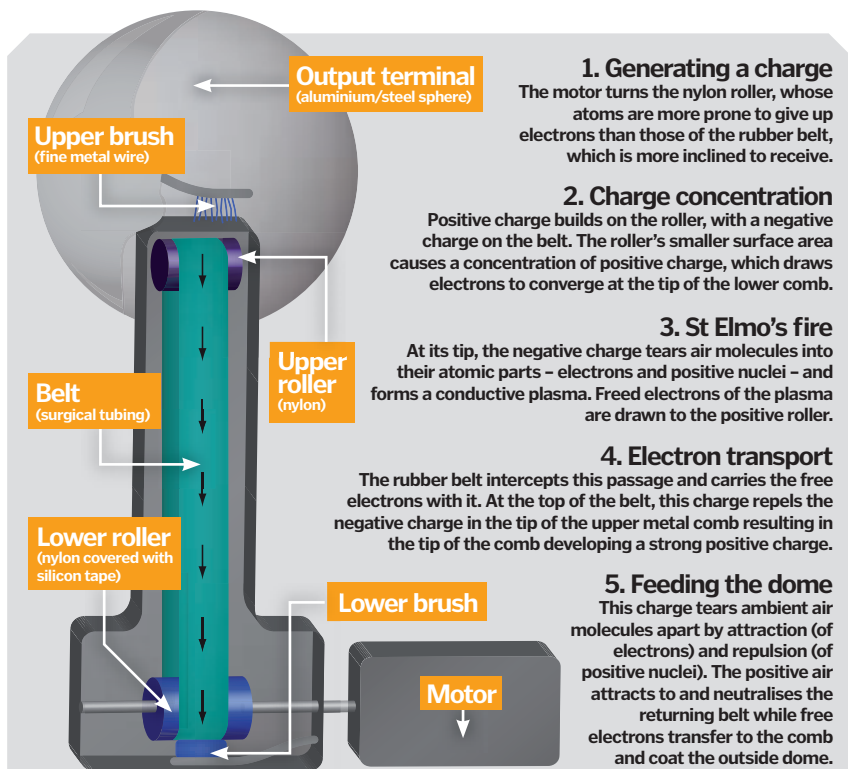 Output terminal
(aluminium/steel sphere)
Upper brush
(fine metal wire)
Upper
roller
(nylon)
Belt
(surgical tubing)
Lower roller
(nylon covered with
silicon tape)
Lower brush
Motor
1. Generating a charge
The motor turns the nylon roller, whose
atoms are more prone to give up
electrons than those of the rubber belt,
which is more inclined to receive.
2. Charge concentration
Positive charge builds on the roller, with a negative
charge on the belt. The roller’s smaller surface area
causes a concentration of positive charge, which draws
electrons to converge at the tip of the lower comb.
3. St Elmo’s fire
At its tip, the negative charge tears air molecules into
their atomic parts – electrons and positive nuclei – and
forms a conductive plasma. Freed electrons of the plasma
are drawn to the positive roller.
4. Electron transport
The rubber belt intercepts this passage and carries the free
electrons with it. At the top of the belt, this charge repels the
negative charge in the tip of the upper metal comb resulting in
the tip of the comb developing a strong positive charge.
5. Feeding the dome
This charge tears ambient air
molecules apart by attraction (of
electrons) and repulsion (of
positive nuclei). The positive air
attracts to and neutralises the
returning belt while free
electrons transfer to the comb
and coat the outside dome.